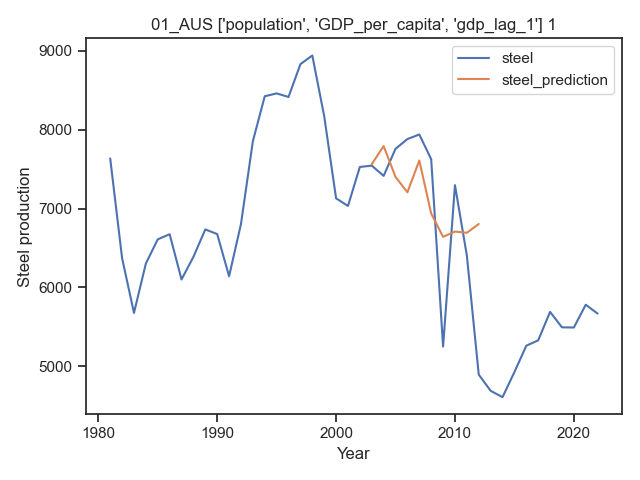 01_AUS ['population', 'GDP_per_capita', 'gdp_lag_1'] 1
steel
steel_prediction
9000
8000
7000
6000
5000
Steel production
1980
1990
2000
2010
2020
Year